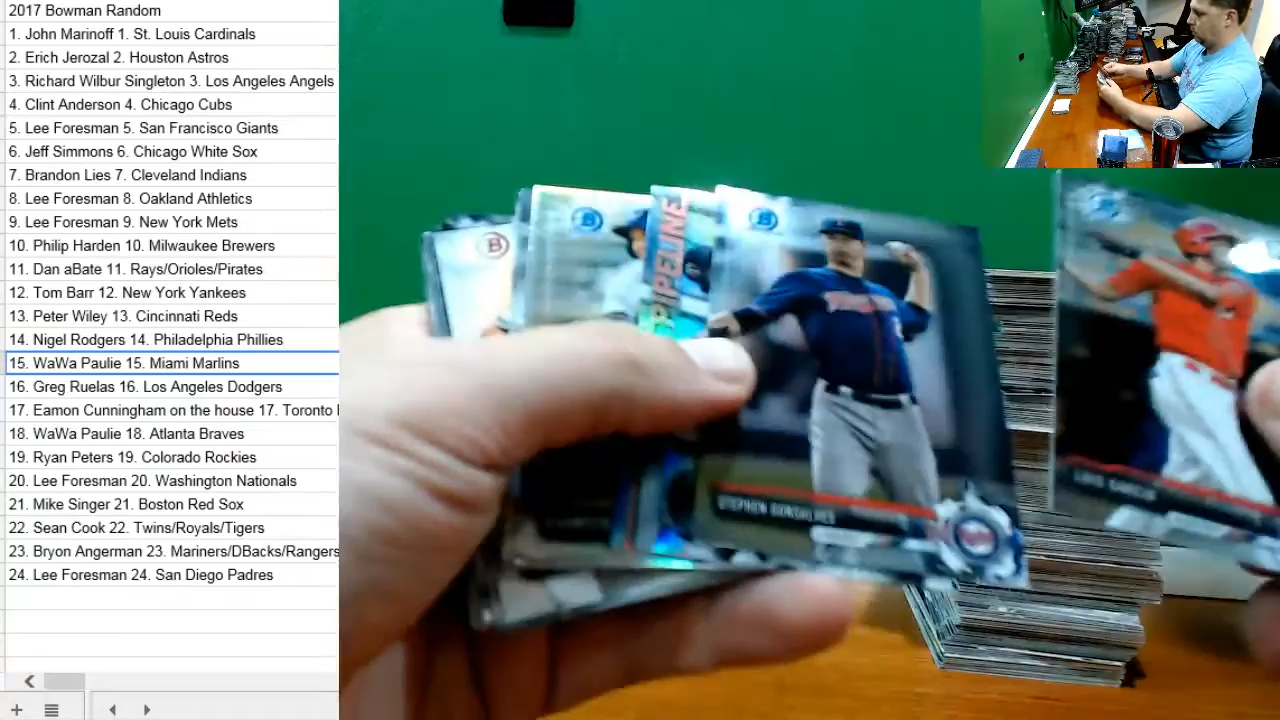 2017 Bowman Random
1. John Marinoff 1. St. Louis Cardinals
2. Erich Jerozal 2. Houston Astros
3. Richard Wilbur Singleton 3. Los Angeles Angels
4. Clint Anderson 4. Chicago Cubs
5. Lee Foresman 5. San Francisco Giants
6. Jeff Simmons 6. Chicago White Sox
7. Brandon Lies 7. Cleveland Indians
8. Lee Foresman 8. Oakland Athletics
9. Lee Foresman 9. New York Mets
10. Philip Harden 10. Milwaukee Brewers
11. Dan aBate 11. Rays/Orioles/Pirates
12. Tom Barr 12. New York Yankees
13. Peter Wiley 13. Cincinnati Reds
14. Nigel Rodgers 14. Philadelphia Phillies
15. WaWa Paulie 15. Miami Marlins
16. Greg Ruelas 16. Los Angeles Dodgers
17. Eamon Cunningham on the house 17. Toronto
18. WaWa Paulie 18. Atlanta Braves
19. Ryan Peters 19. Colorado Rockies
20. Lee Foresman 20. Washington Nationals
21. Mike Singer 21. Boston Red Sox
22. Sean Cook 22. Twins/Royals/Tigers
23. Bryon Angerman 23. Mariners/DBacks/Rangers
24. Lee Foresman 24. San Diego Padres
PIPELINE
B
B
B
STEPHEN GONSALVES
LUIS GARCIA